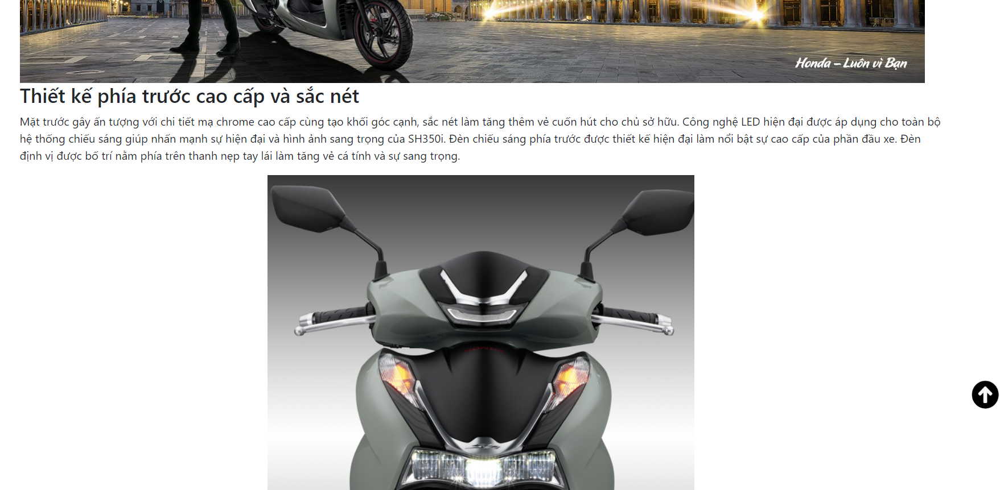 Honda – Luôn vì Bạn
Thiết kế phía trước cao cấp và sắc nét
Mặt trước gây ấn tượng với chi tiết mạ chrome cao cấp cùng tạo khối góc cạnh, sắc nét làm tăng thêm vẻ cuốn hút cho chủ sở hữu. Công nghệ LED hiện đại được áp dụng cho toàn bộ
hệ thống chiếu sáng giúp nhấn mạnh sự hiện đại và hình ảnh sang trọng của SH350i. Đèn chiếu sáng phía trước được thiết kế hiện đại làm nổi bật sự cao cấp của phần đầu xe. Đèn
định vị được bố trí nằm phía trên thanh nẹp tay lái làm tăng vẻ cá tính và sự sang trọng.
HONDA
Sh